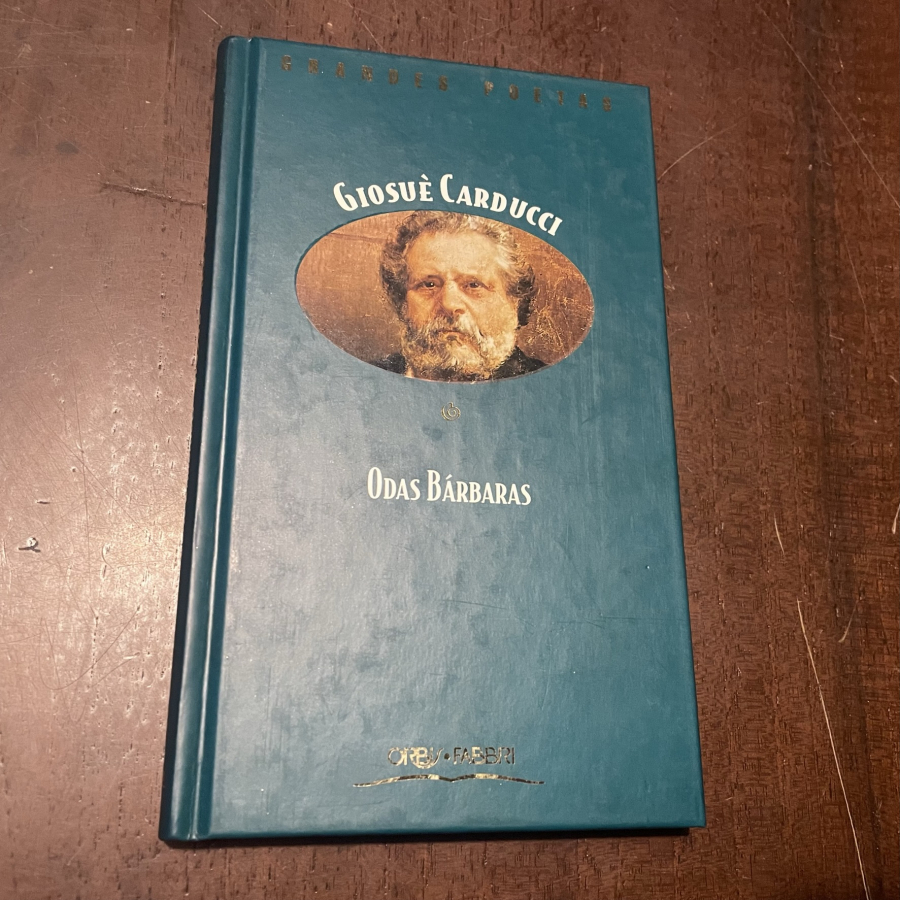 GRANDES POETAS
GIOSUÈ CARDUCCI
ODAS BÁRBARAS
ORBIS • FABBRI